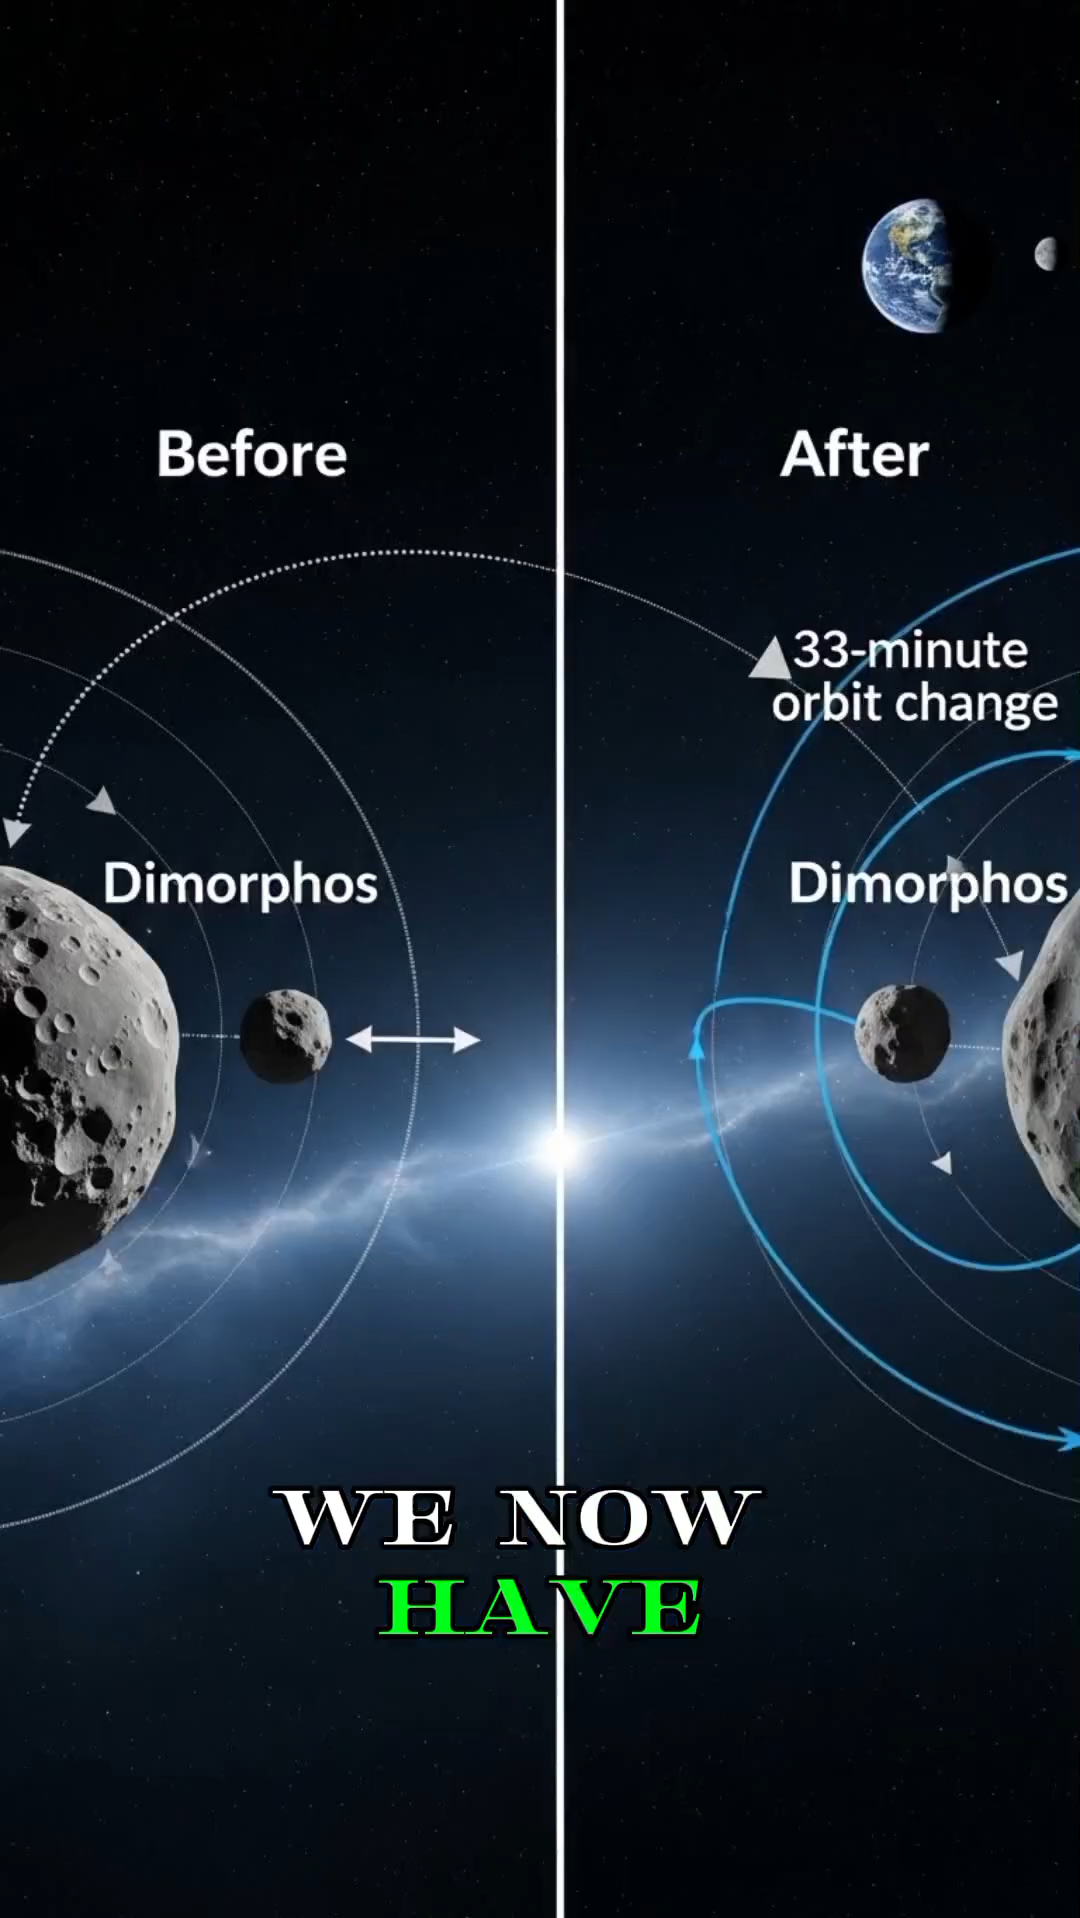 Before
After
33-minute
orbit change
Dimorphos
Dimorphos
WE NOW
HAVE